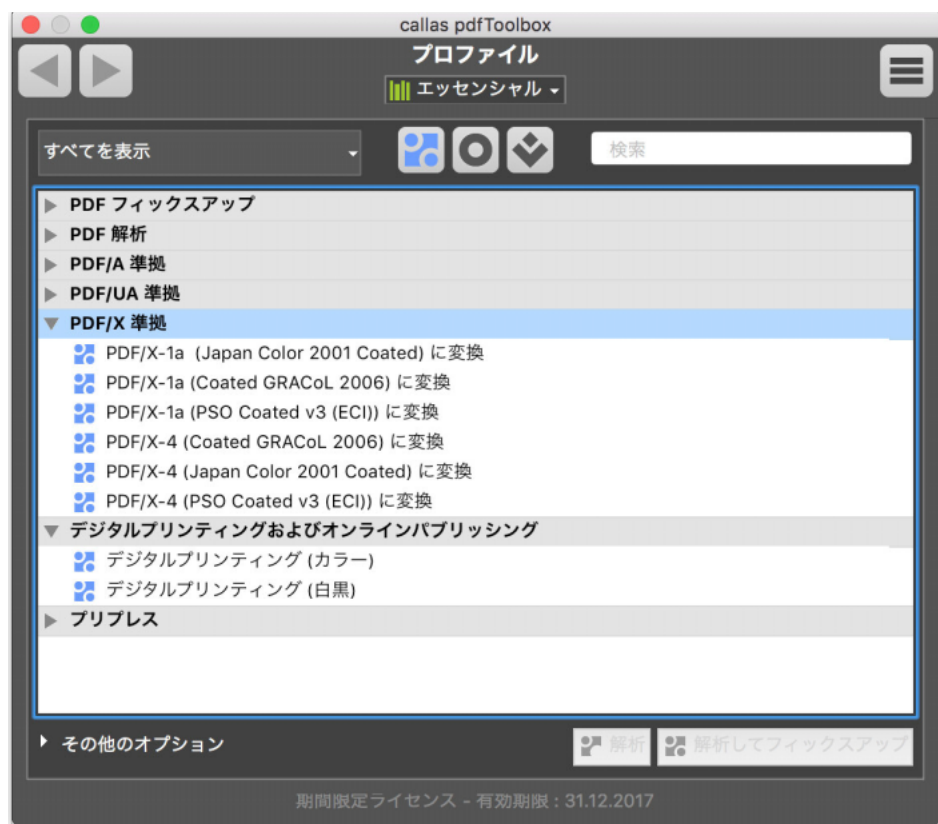 callas pdfToolbox
プロファイル
エッセンシャル
すべてを表示
検索
PDF フィックスアップ
PDF 解析
PDF/A 準拠
PDF/UA 準拠
PDF/X 準拠
PDF/X-1a (Japan Color 2001 Coated) に変換
PDF/X-1a (Coated GRACoL 2006) に変換
PDF/X-1a (PSO Coated v3 (ECI)) に変換
PDF/X-4 (Coated GRACoL 2006) に変換
PDF/X-4 (Japan Color 2001 Coated) に変換
PDF/X-4 (PSO Coated v3 (ECI)) に変換
デジタルプリンティングおよびオンラインパブリッシング
デジタルプリンティング (カラー)
デジタルプリンティング (白黒)
プリプレス
その他のオプション
解析
解析してフィックスアップ
期間限定ライセンス - 有効期限 : 31.12.2017